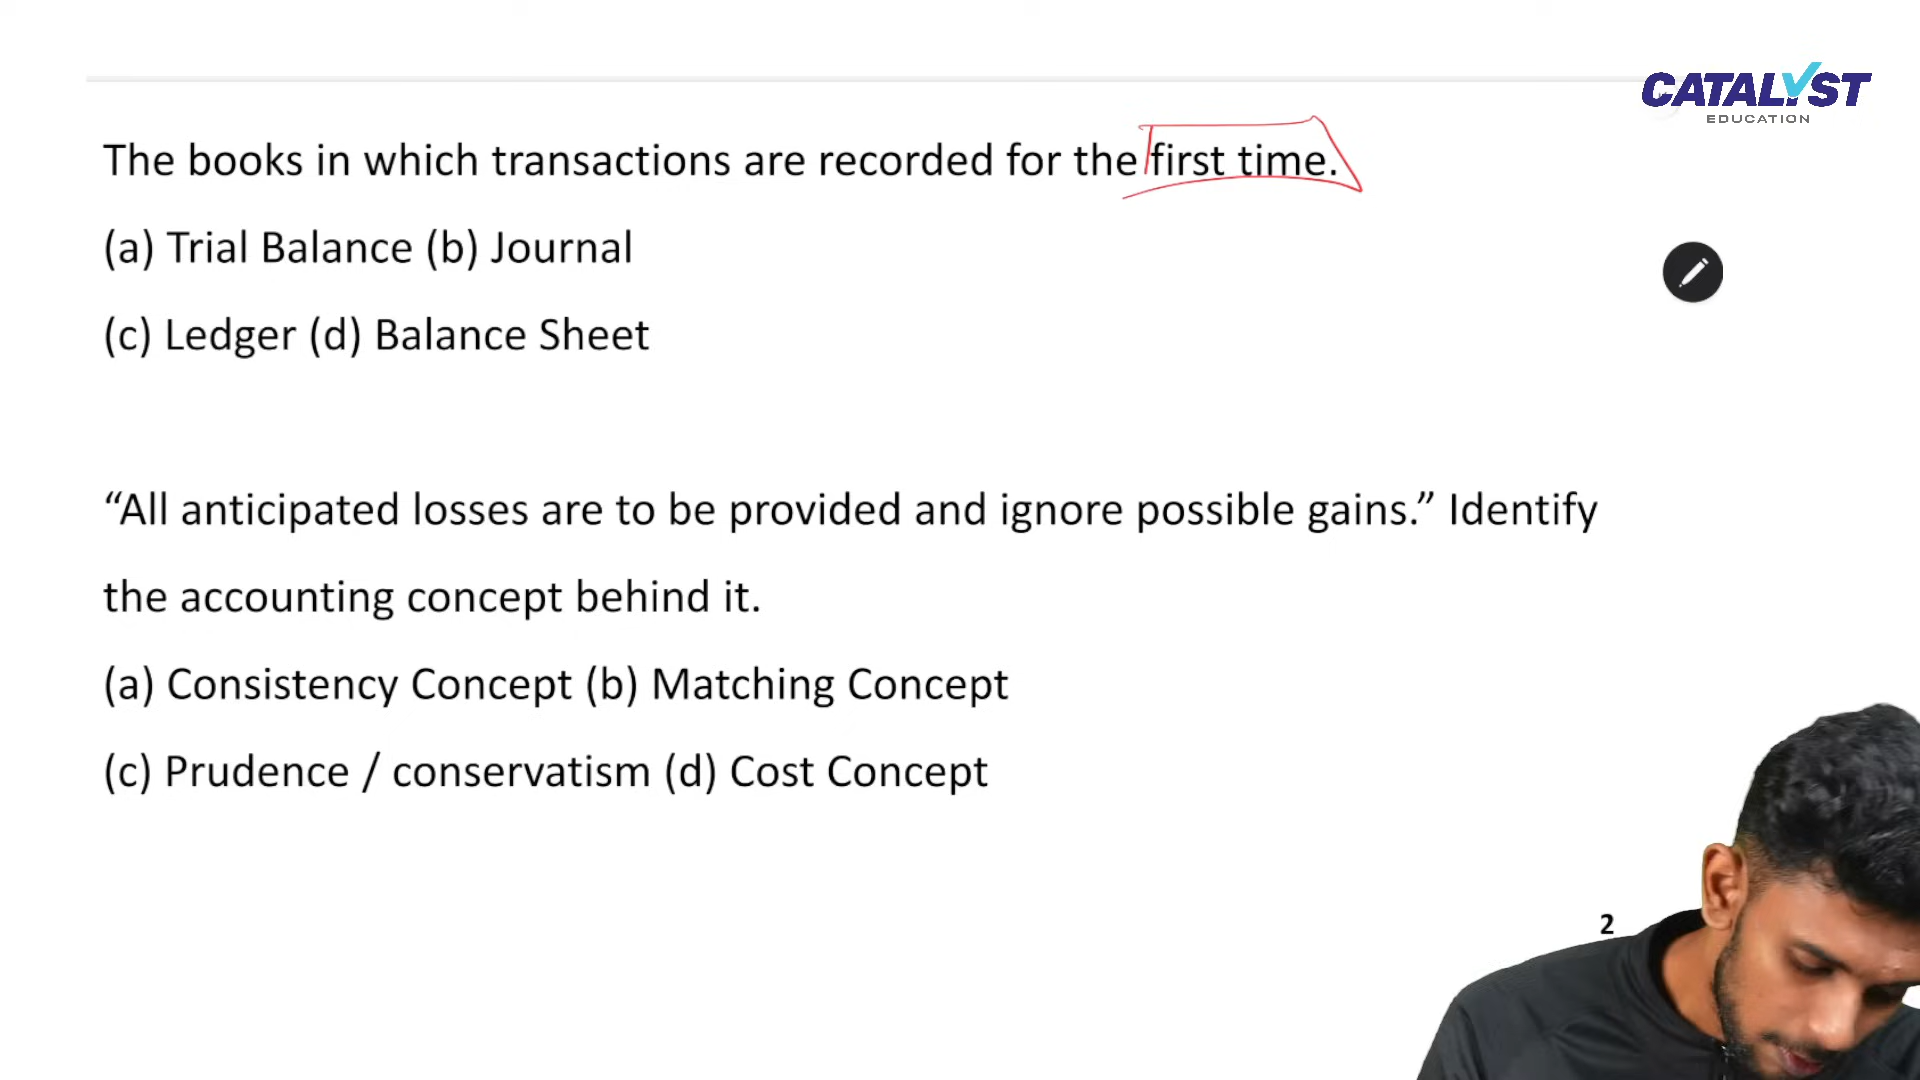 CATALYST
EDUCATION
The books in which transactions are recorded for the first time.
(a) Trial Balance (b) Journal
(c) Ledger (d) Balance Sheet
“All anticipated losses are to be provided and ignore possible gains.” Identify
the accounting concept behind it.
(a) Consistency Concept (b) Matching Concept
(c) Prudence / conservatism (d) Cost Concept
2